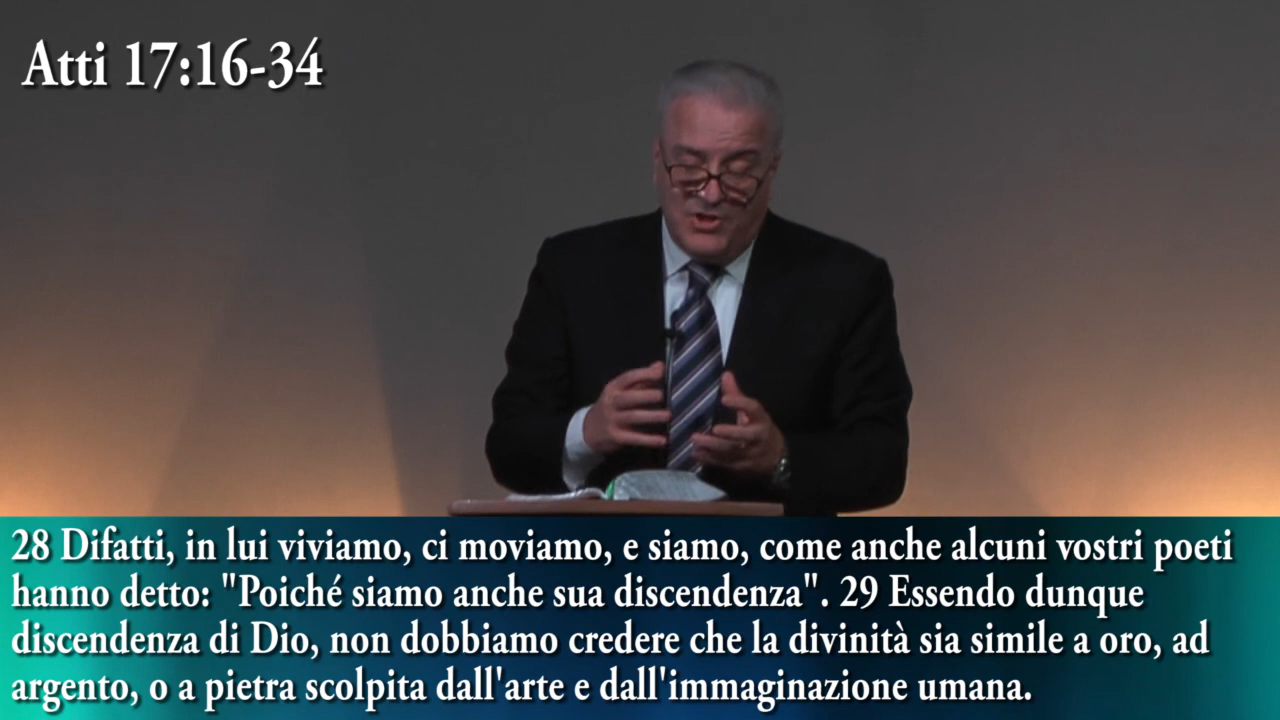 Atti 17:16-34
28 Difatti, in lui viviamo, ci moviamo, e siamo, come anche alcuni vostri poeti
hanno detto: "Poiché siamo anche sua discendenza". 29 Essendo dunque
discendenza di Dio, non dobbiamo credere che la divinità sia simile a oro, ad
argento, o a pietra scolpita dall'arte e dall'immaginazione umana.